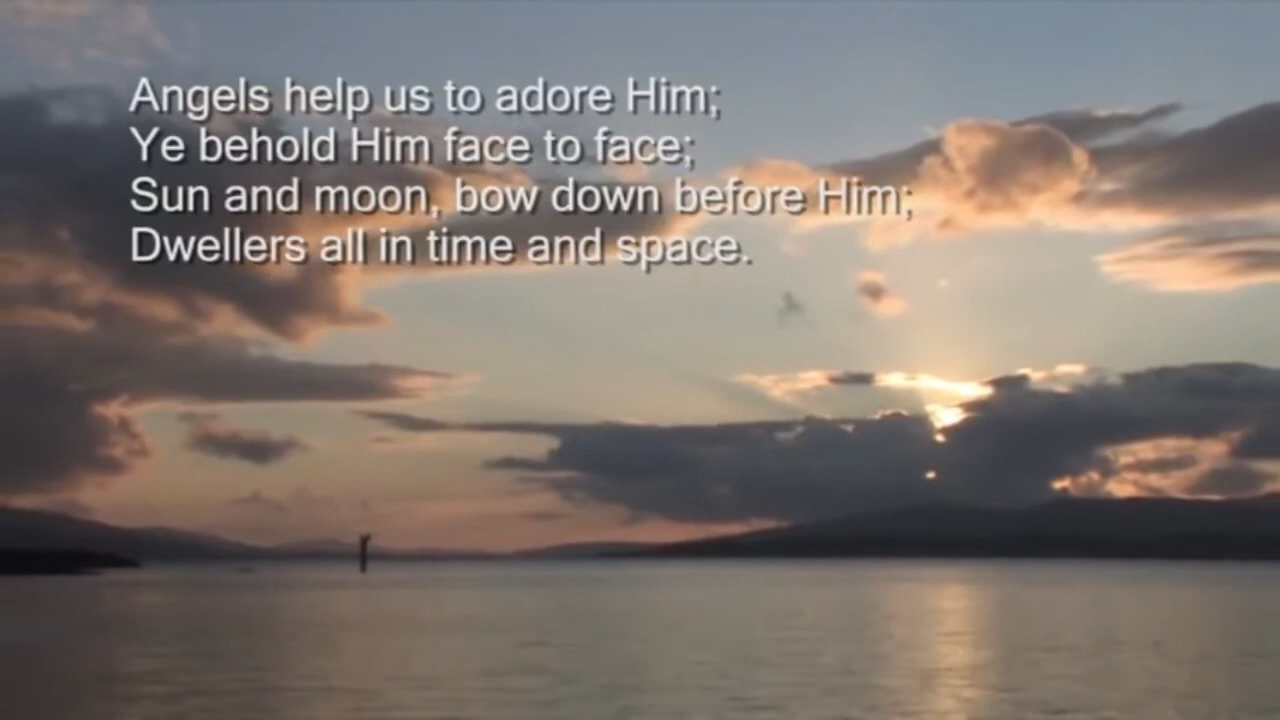 Angels help us to adore Him;
Ye behold Him face to face;
Sun and moon, bow down before Him;
Dwellers all in time and space.